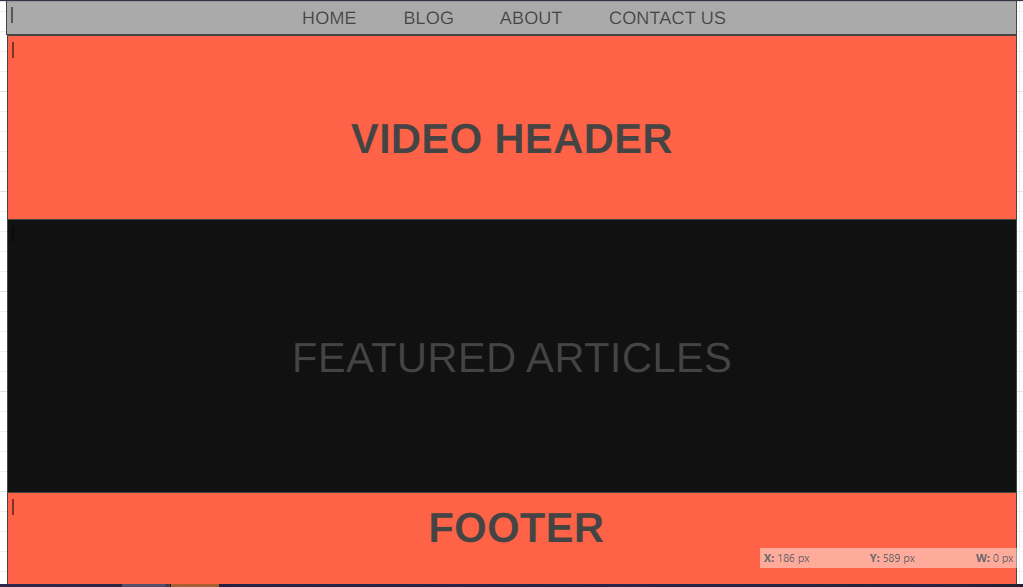 HOME BLOG ABOUT CONTACT US
VIDEO HEADER
FEATURED ARTICLES
FOOTER
X: 186 px Y: 589 px W: 0 px